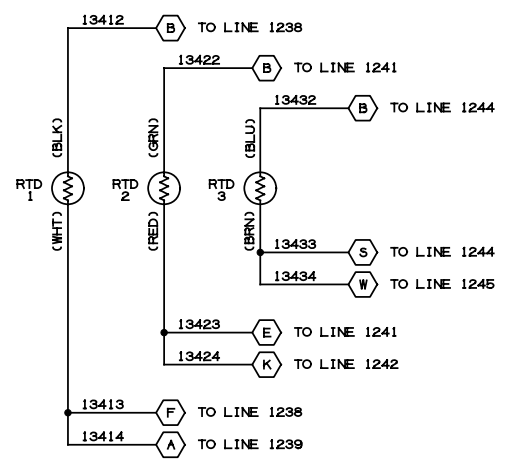 13412 B TO LINE 1238
13422 B TO LINE 1241
13432 B TO LINE 1244
(BLK) (GRN) (BLU)
RTD 1 RTD 2 RTD 3
(WHT) (RED) (BRN)
13433 S TO LINE 1244
13434 W TO LINE 1245
13423 E TO LINE 1241
13424 K TO LINE 1242
13413 F TO LINE 1238
13414 A TO LINE 1239